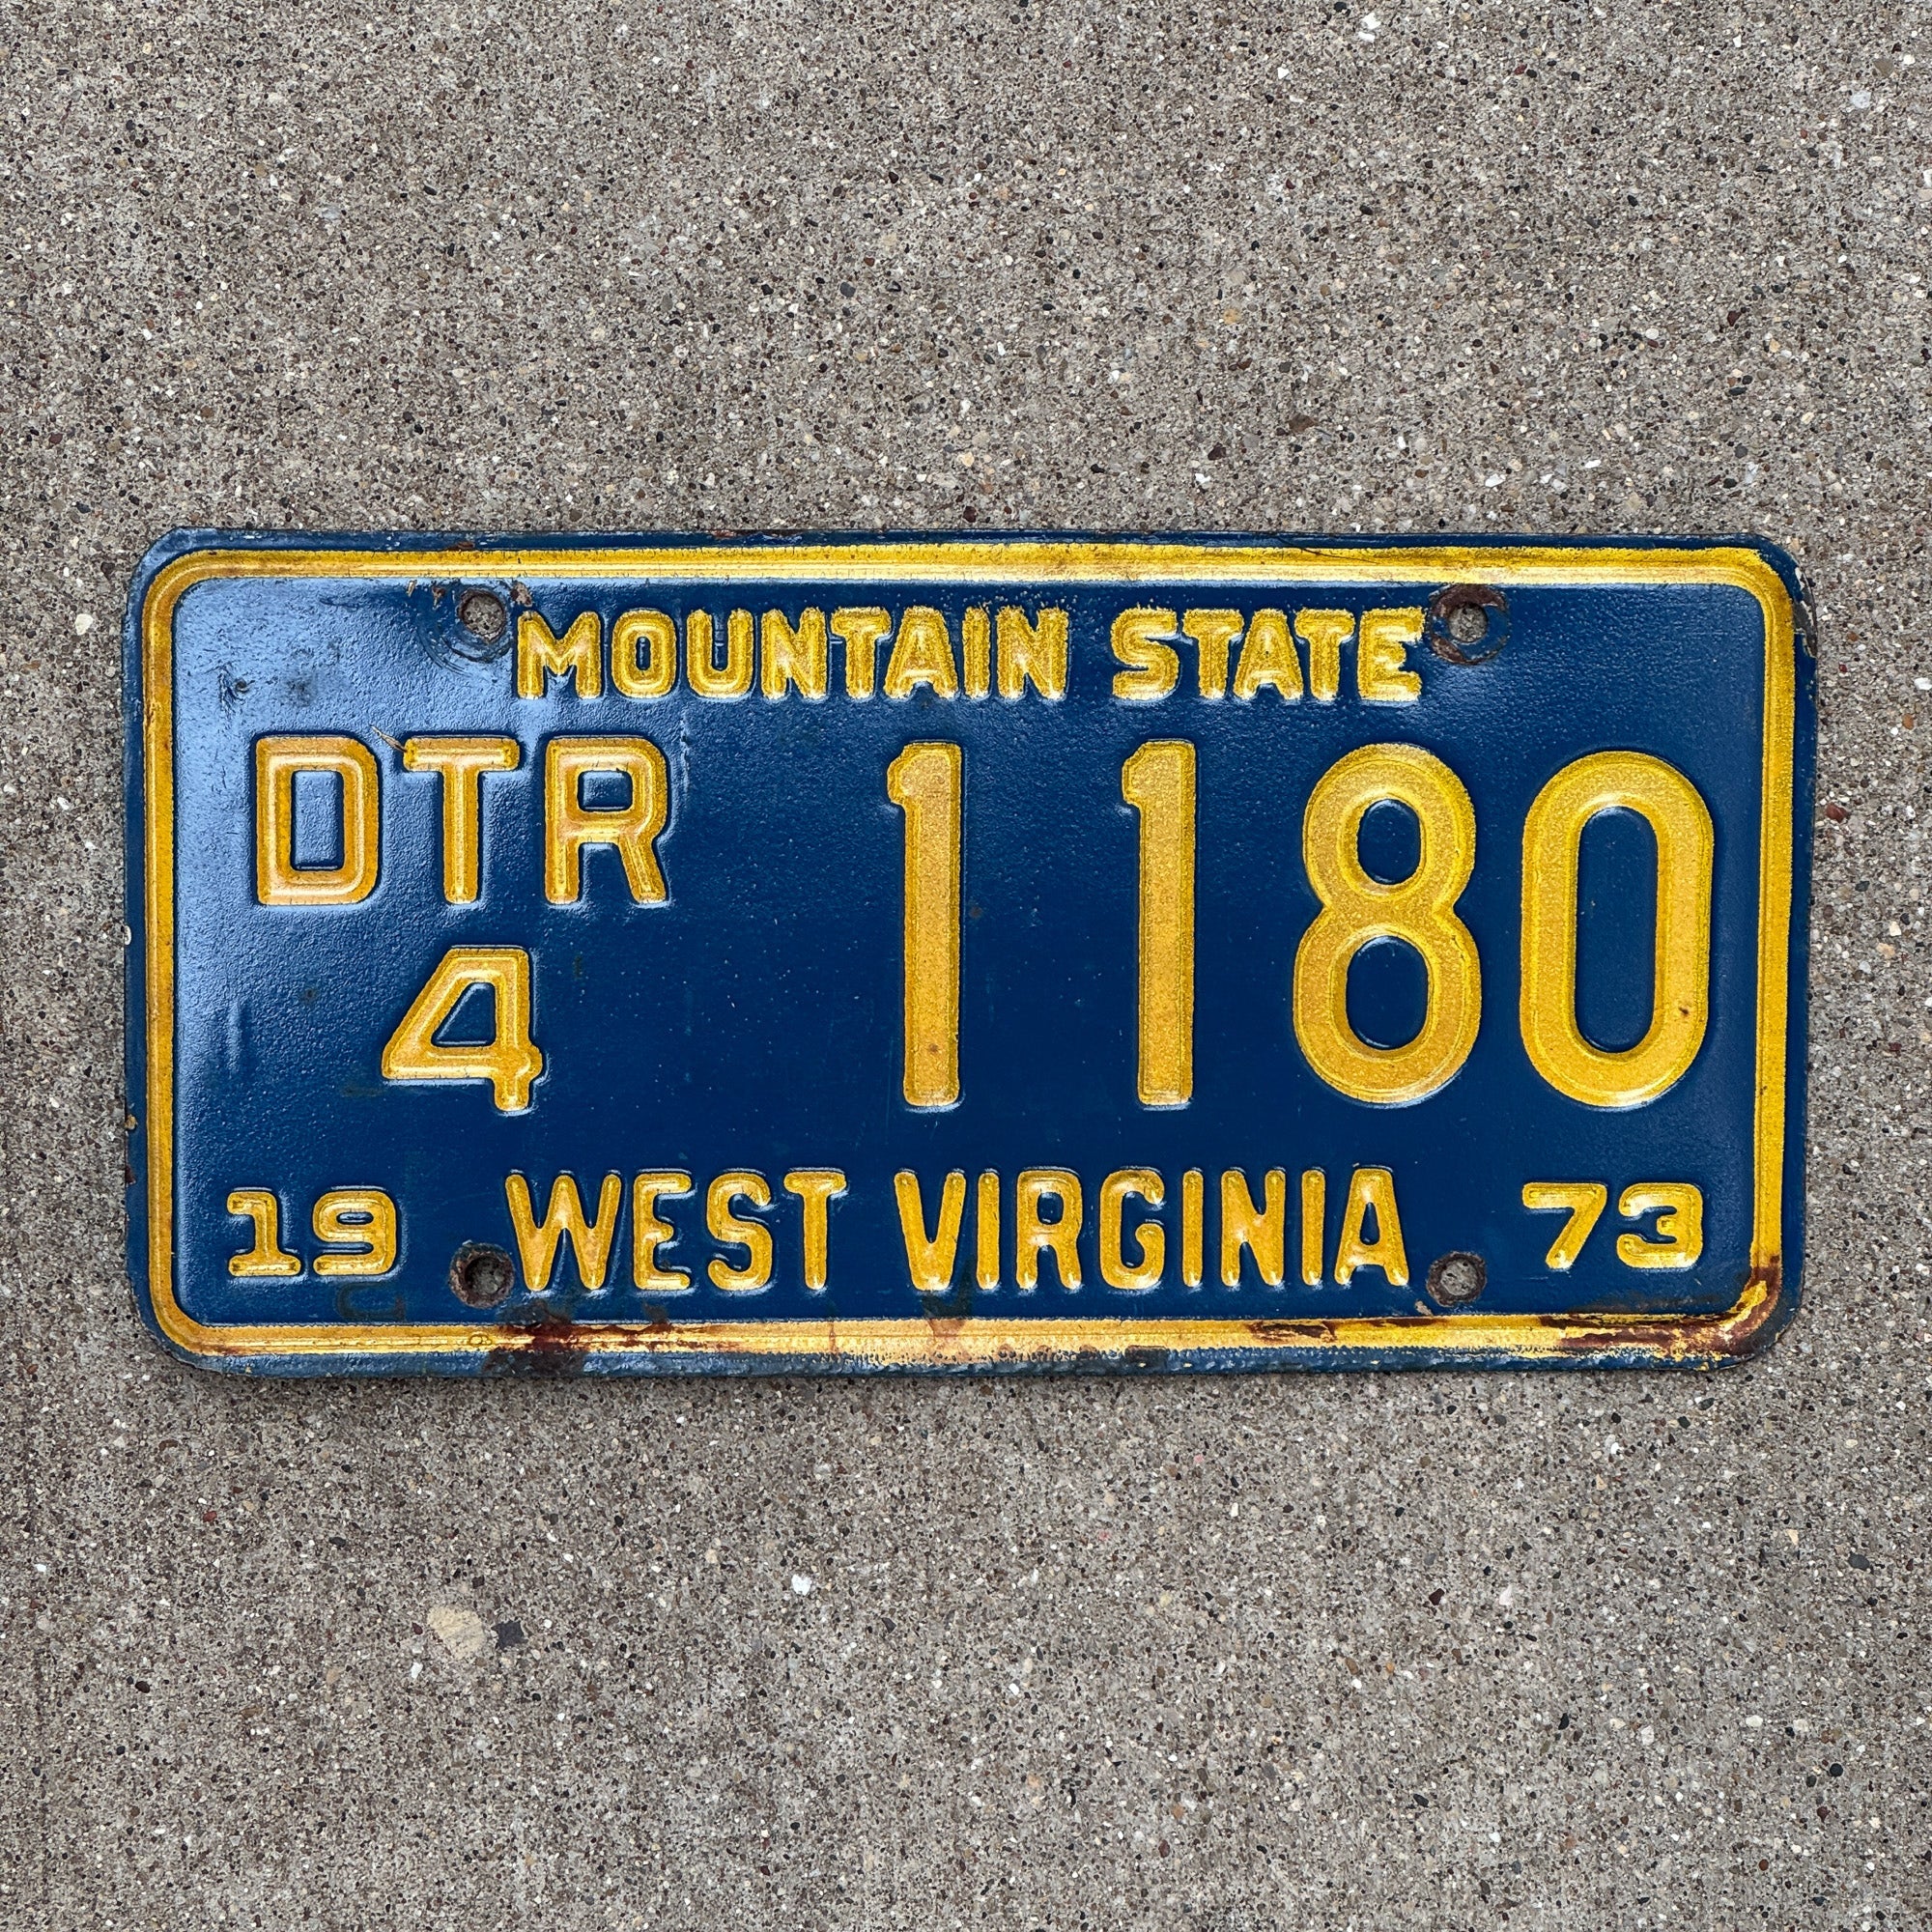 MOUNTAIN STATE
DTR 1180
4
19 WEST VIRGINIA 73